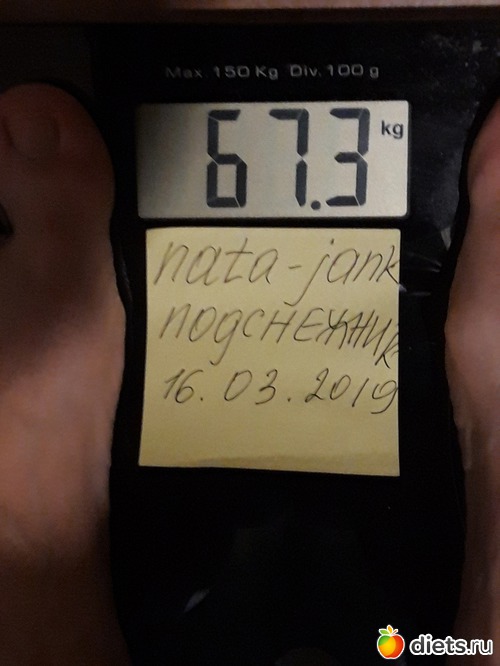 Max. 150 Kg Div. 100 g
67.3 kg
nata-jank
подснежник
16.03.2019
diets.ru